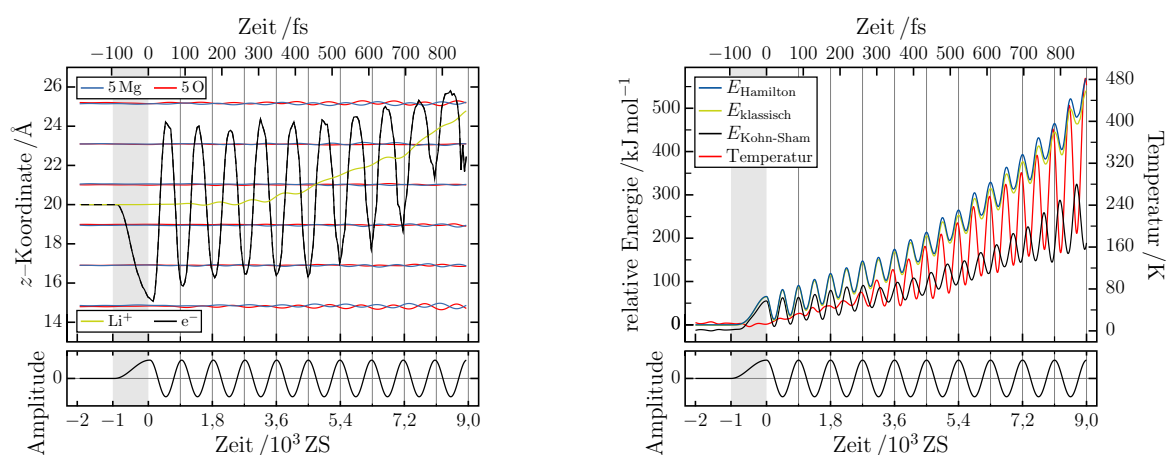 Zeit /fs
−100 0 100 200 300 400 500 600 700 800
26
24
22
20
18
16
14
z–Koordinate /Å
5 Mg 5 O
Li⁺ e⁻
0
Amplitude
−2 −1 0 1,8 3,6 5,4 7,2 9,0
Zeit /10³ ZS
Zeit /fs
−100 0 100 200 300 400 500 600 700 800
500
400
300
200
150
100
50
0
relative Energie /kJ mol⁻¹
E_Hamilton
E_klassisch
E_Kohn-Sham
Temperatur
480
400
320
240
160
80
0
Temperatur /K
0
Amplitude
−2 −1 0 1,8 3,6 5,4 7,2 9,0
Zeit /10³ ZS